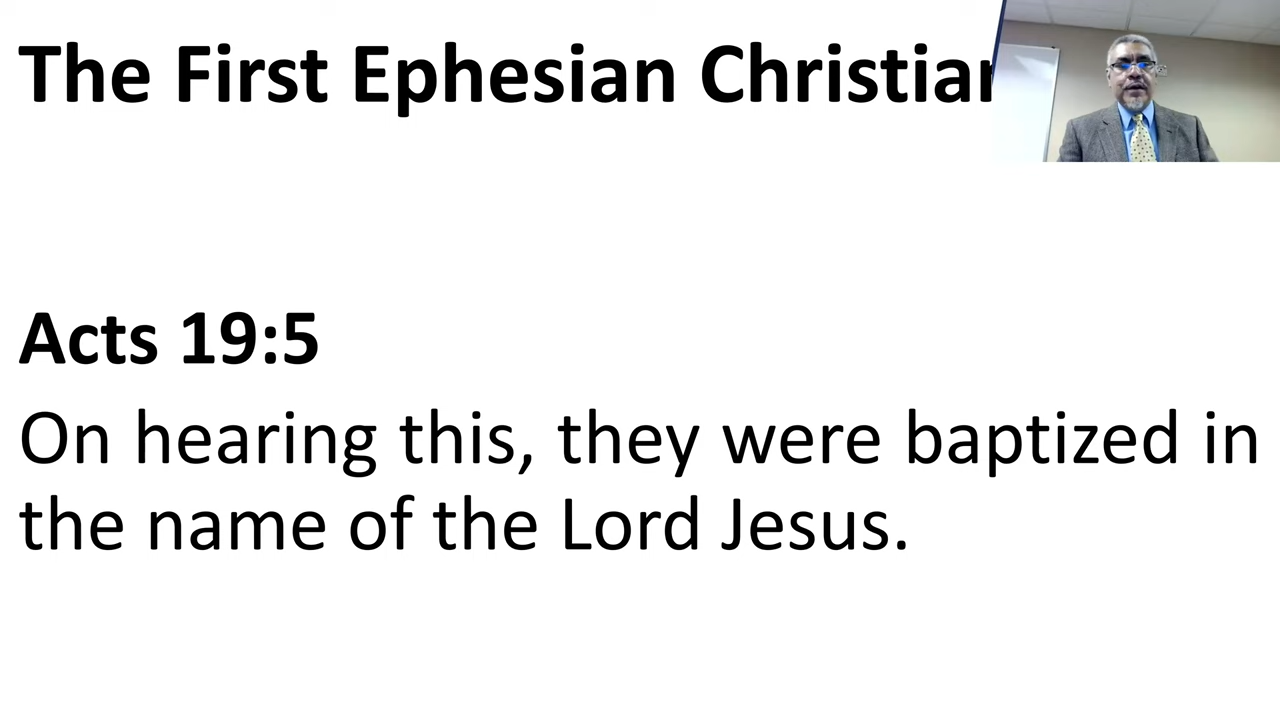 The First Ephesian Christian
Acts 19:5
On hearing this, they were baptized in
the name of the Lord Jesus.